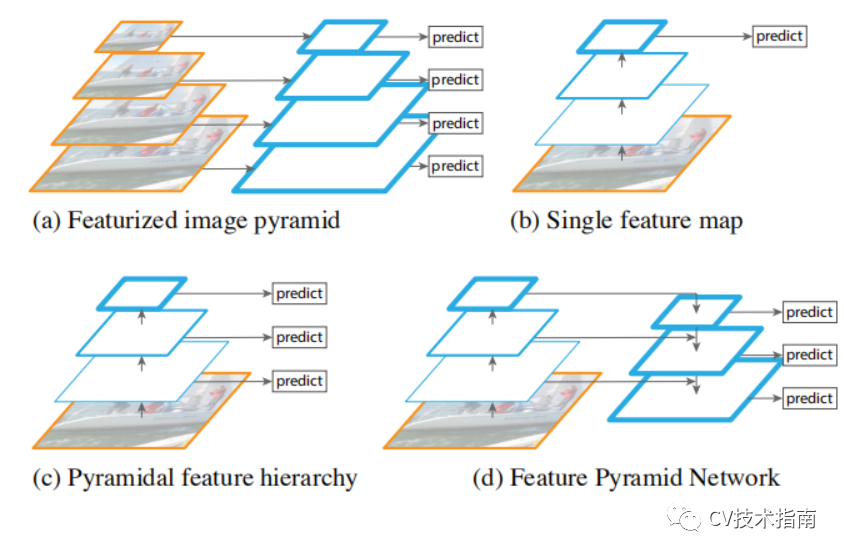 predict
predict
predict
predict
predict
(a) Featurized image pyramid
(b) Single feature map
predict
predict
predict
predict
predict
predict
(c) Pyramidal feature hierarchy
(d) Feature Pyramid Network
CV技术指南